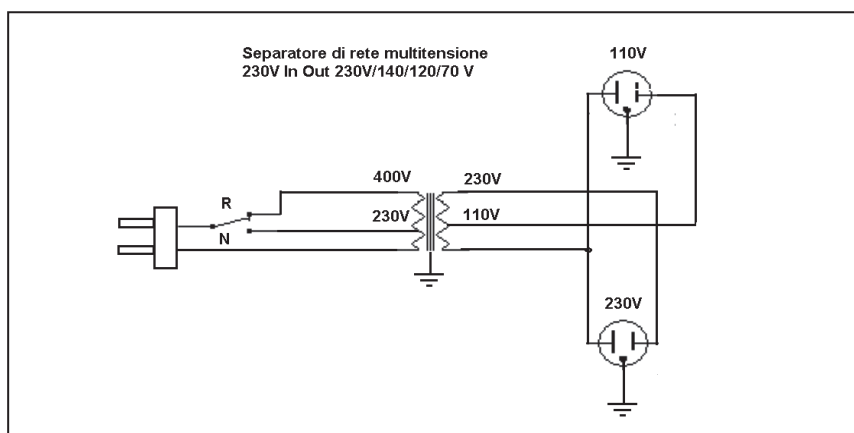 Separatore di rete multitensione
230V In Out 230V/140/120/70 V
110V
400V
230V
R
230V
110V
N
230V